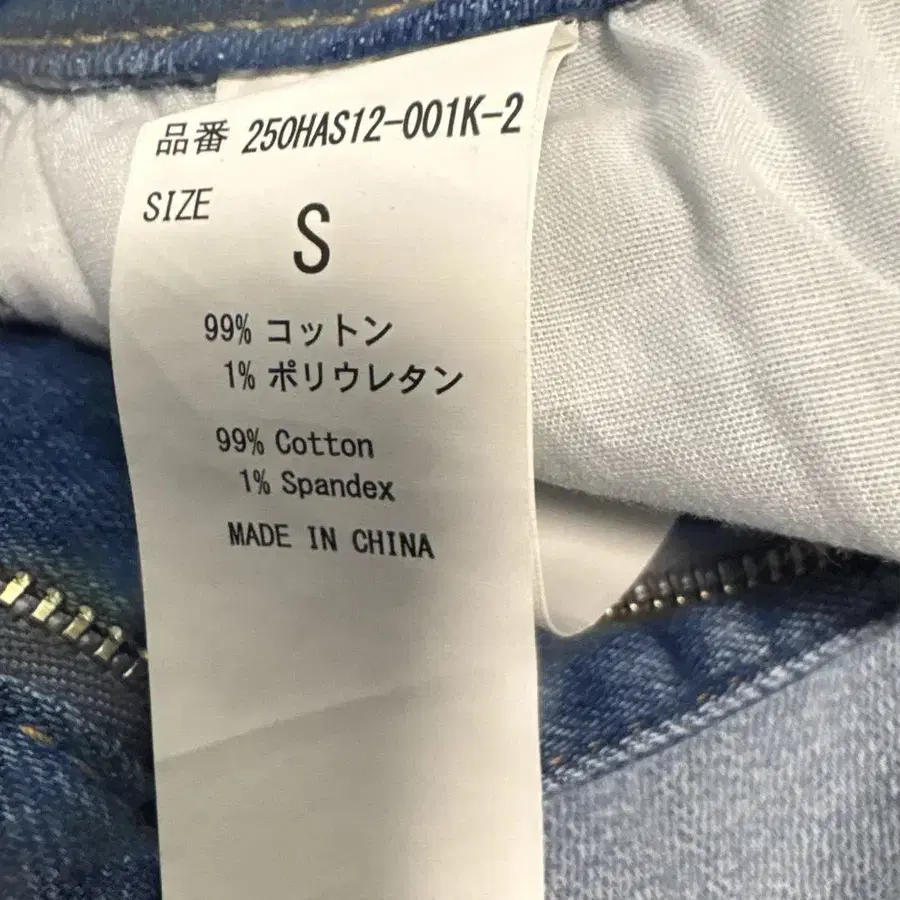 品番 250HAS12-001K-2
SIZE S
99% コットン
1% ポリウレタン
99% Cotton
1% Spandex
MADE IN CHINA